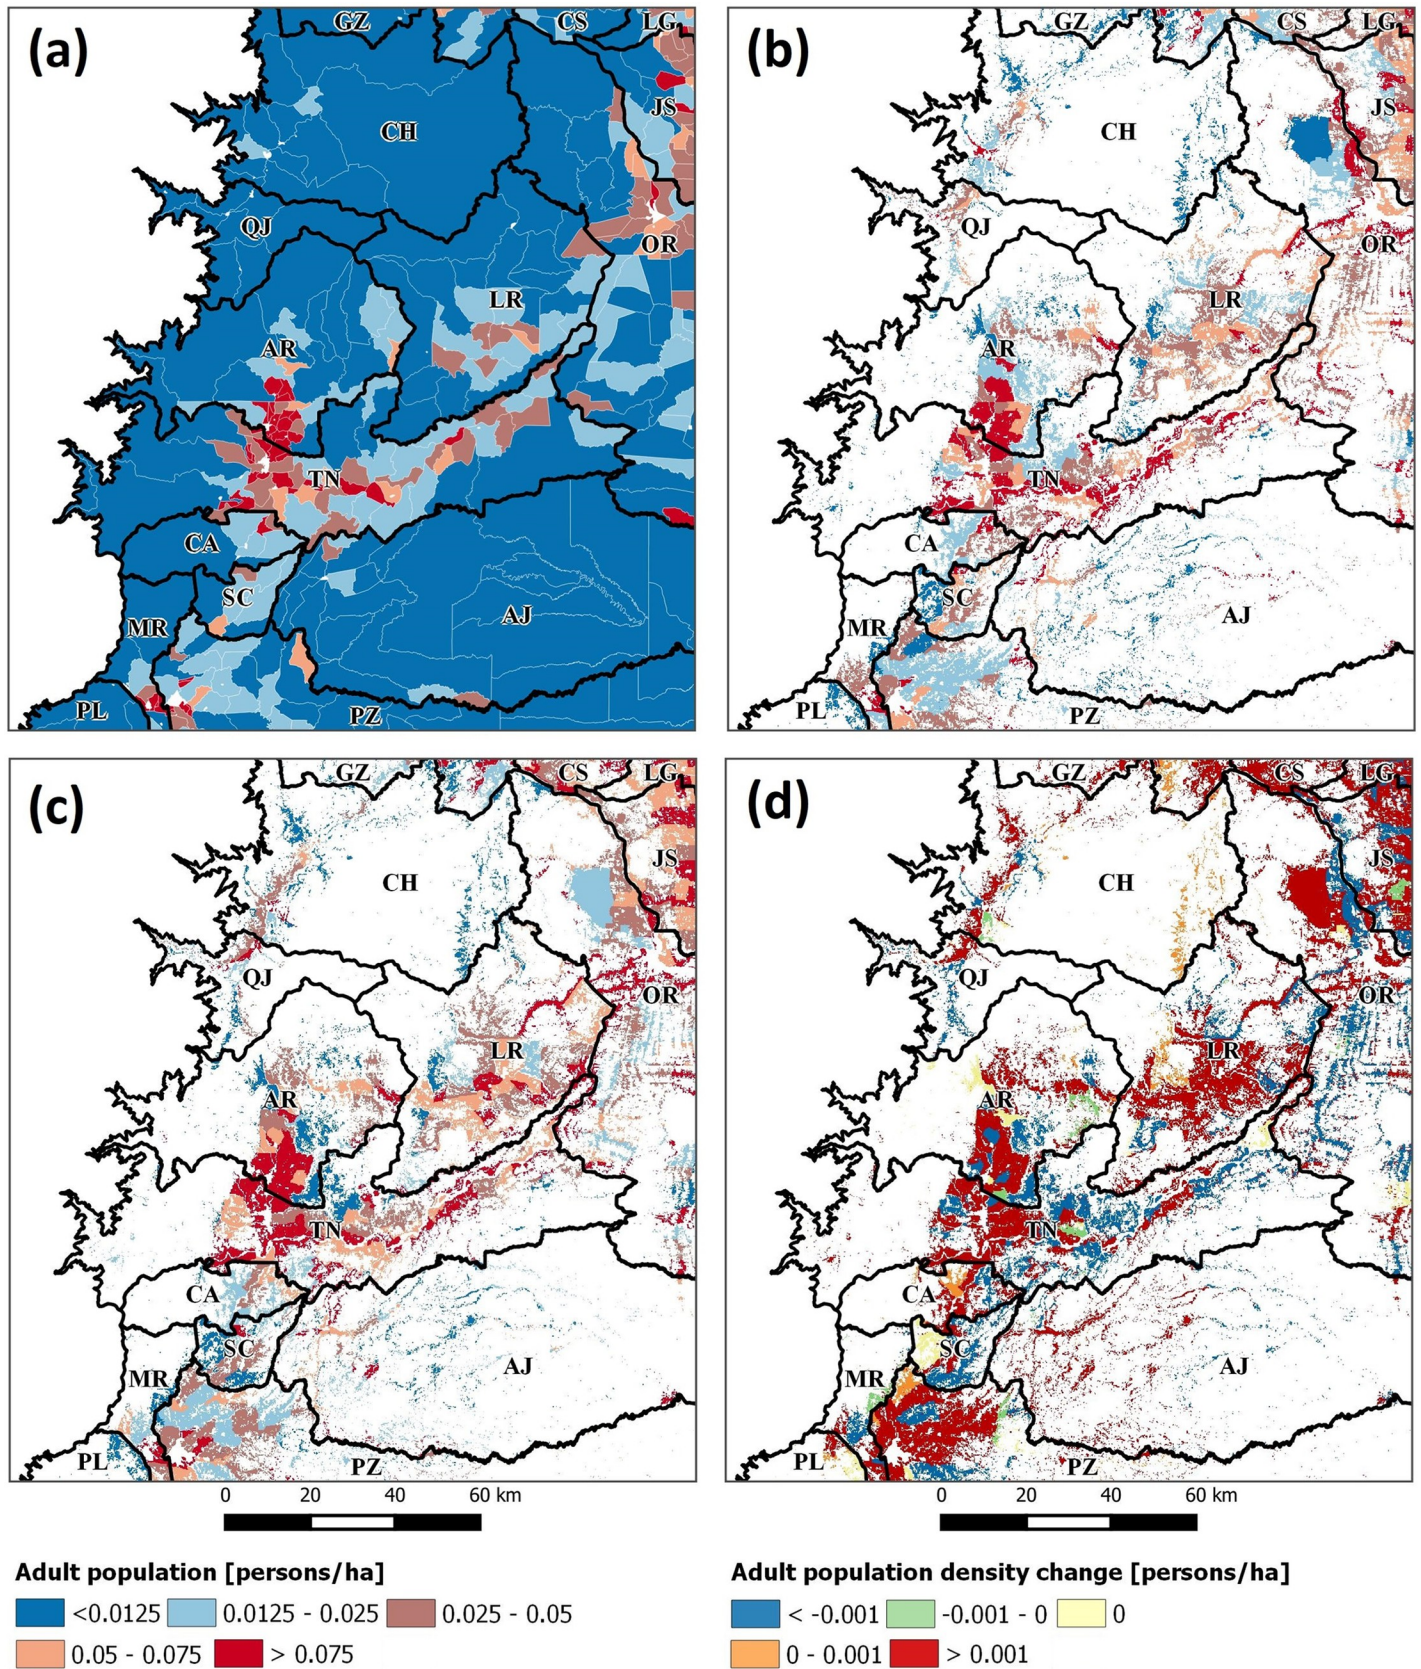 (a)
GZ
CS
LG
JS
CH
QJ
OR
LR
AR
TN
CA
SC
MR
AJ
PL
PZ
(b)
GZ
CS
LG
JS
CH
QJ
OR
LR
AR
TN
CA
SC
MR
AJ
PL
PZ
(c)
GZ
CS
LG
JS
CH
QJ
OR
LR
AR
TN
CA
SC
MR
AJ
PL
PZ
(d)
GZ
CS
LG
JS
CH
QJ
OR
LR
AR
TN
CA
SC
MR
AJ
PL
PZ
0 20 40 60 km
0 20 40 60 km
Adult population [persons/ha]
<0.0125 0.0125 - 0.025 0.025 - 0.05
0.05 - 0.075 > 0.075
Adult population density change [persons/ha]
< -0.001 -0.001 - 0 0
0 - 0.001 > 0.001